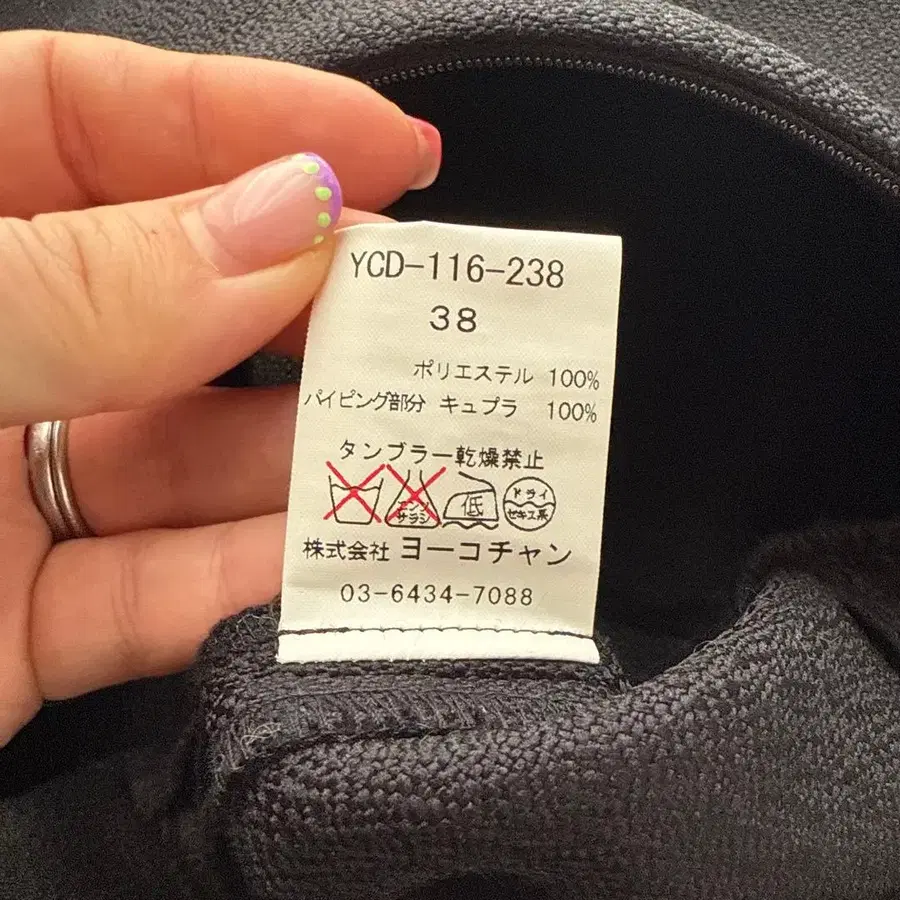 YCD-116-238
38
ポリエステル 100%
パイピング部分 キュプラ 100%
タンブラー乾燥禁止
エンソ サラシ 低 ドライ セキユ系
株式会社 ヨーコチャン
03-6434-7088